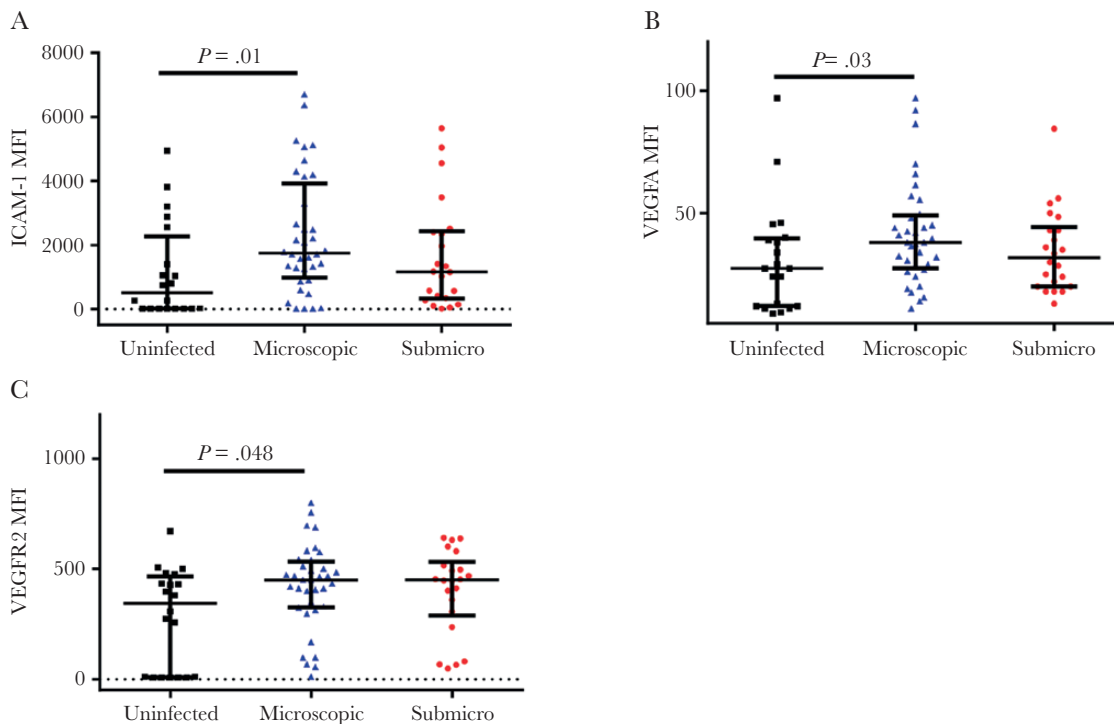 A
8000
6000
4000
2000
0
ICAM-1 MFI
P = .01
Uninfected Microscopic Submicro
B
100
50
VEGFA MFI
P= .03
Uninfected Microscopic Submicro
C
1000
500
0
VEGFR2 MFI
P = .048
Uninfected Microscopic Submicro